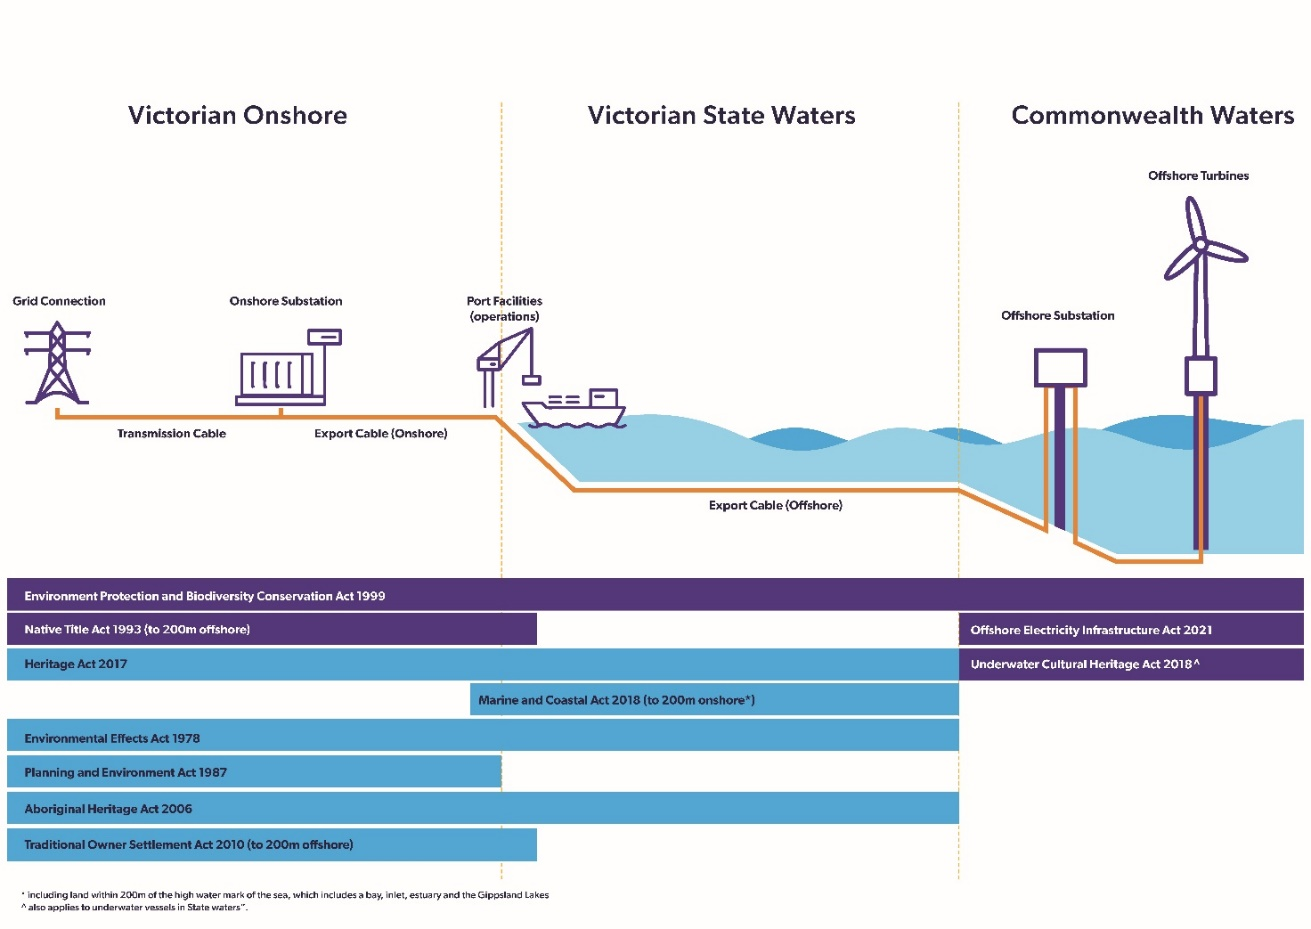 Victorian Onshore
Victorian State Waters
Commonwealth Waters
Offshore Turbines
Grid Connection
Onshore Substation
Port Facilities
(operations)
Offshore Substation
Transmission Cable
Export Cable (Onshore)
Export Cable (Offshore)
Environment Protection and Biodiversity Conservation Act 1999
Native Title Act 1993 (to 200m offshore)
Offshore Electricity Infrastructure Act 2021
Heritage Act 2017
Underwater Cultural Heritage Act 2018^
Marine and Coastal Act 2018 (to 200m onshore*)
Environmental Effects Act 1978
Planning and Environment Act 1987
Aboriginal Heritage Act 2006
Traditional Owner Settlement Act 2010 (to 200m offshore)
* including land within 200m of the high water mark of the sea, which includes a bay, inlet, estuary and the Gippsland Lakes
^ also applies to underwater vessels in State waters".